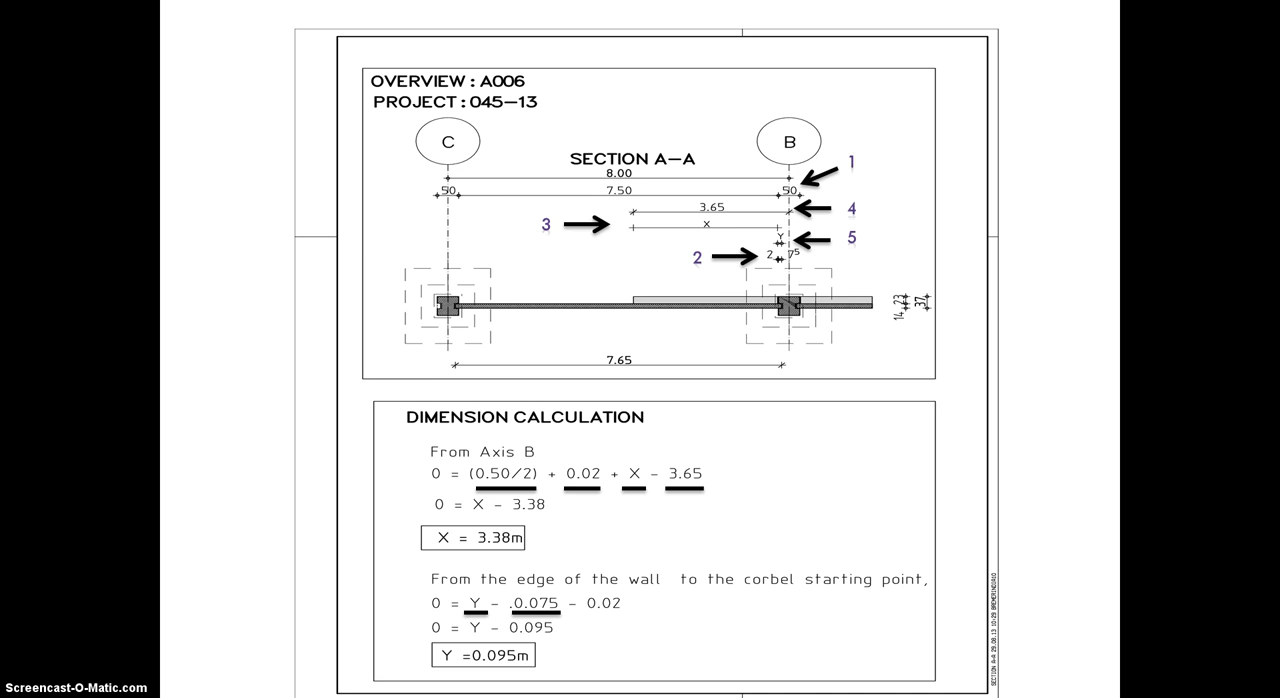 OVERVIEW : A006
PROJECT : 045-13
C
B
SECTION A-A
8.00
50
7.50
50
1
3.65
4
3
X
Y
5
2
2
7⁵
14
23
37
7.65
DIMENSION CALCULATION
From Axis B
0 = (0.50/2) + 0.02 + X - 3.65
0 = X - 3.38
X = 3.38m
From the edge of the wall to the corbel starting point,
0 = Y - .0.075 - 0.02
0 = Y - 0.095
Y =0.095m
Screencast-O-Matic.com